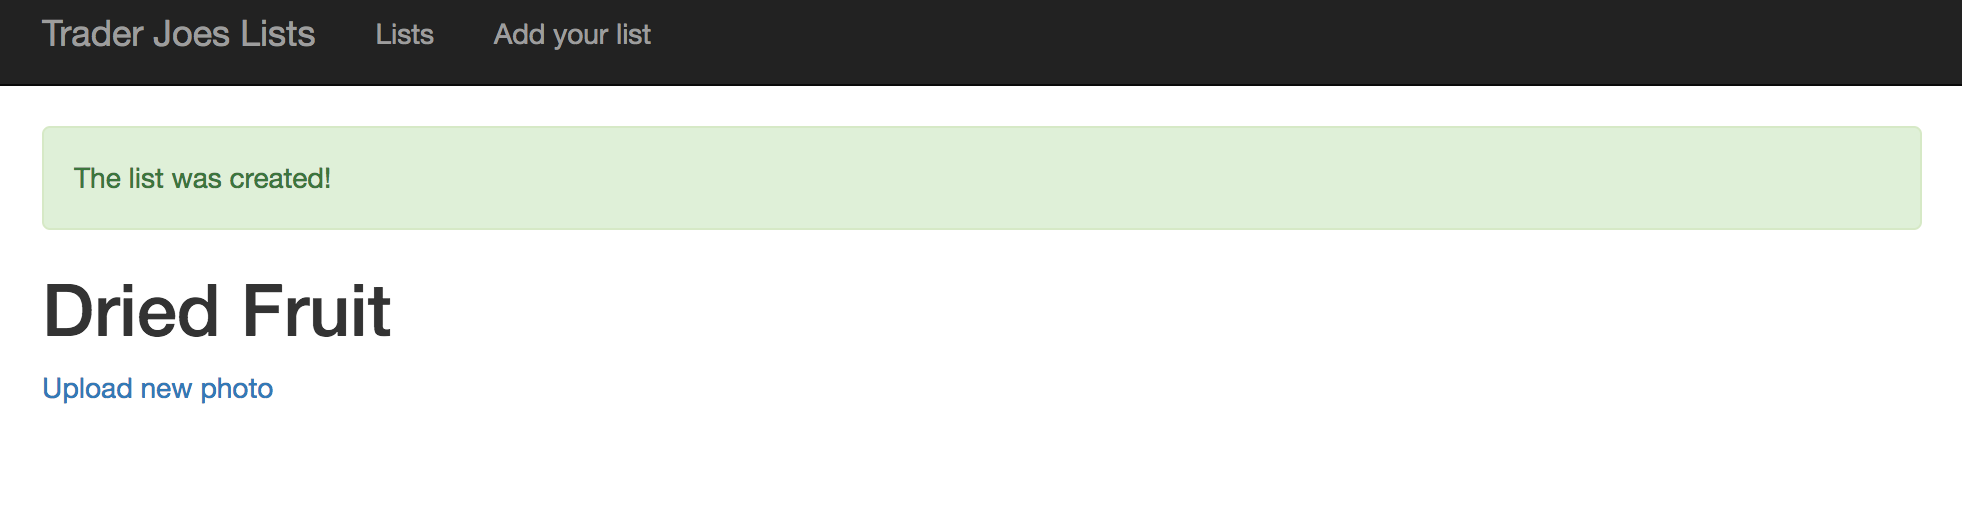 Trader Joes Lists Lists Add your list
The list was created!
Dried Fruit
Upload new photo